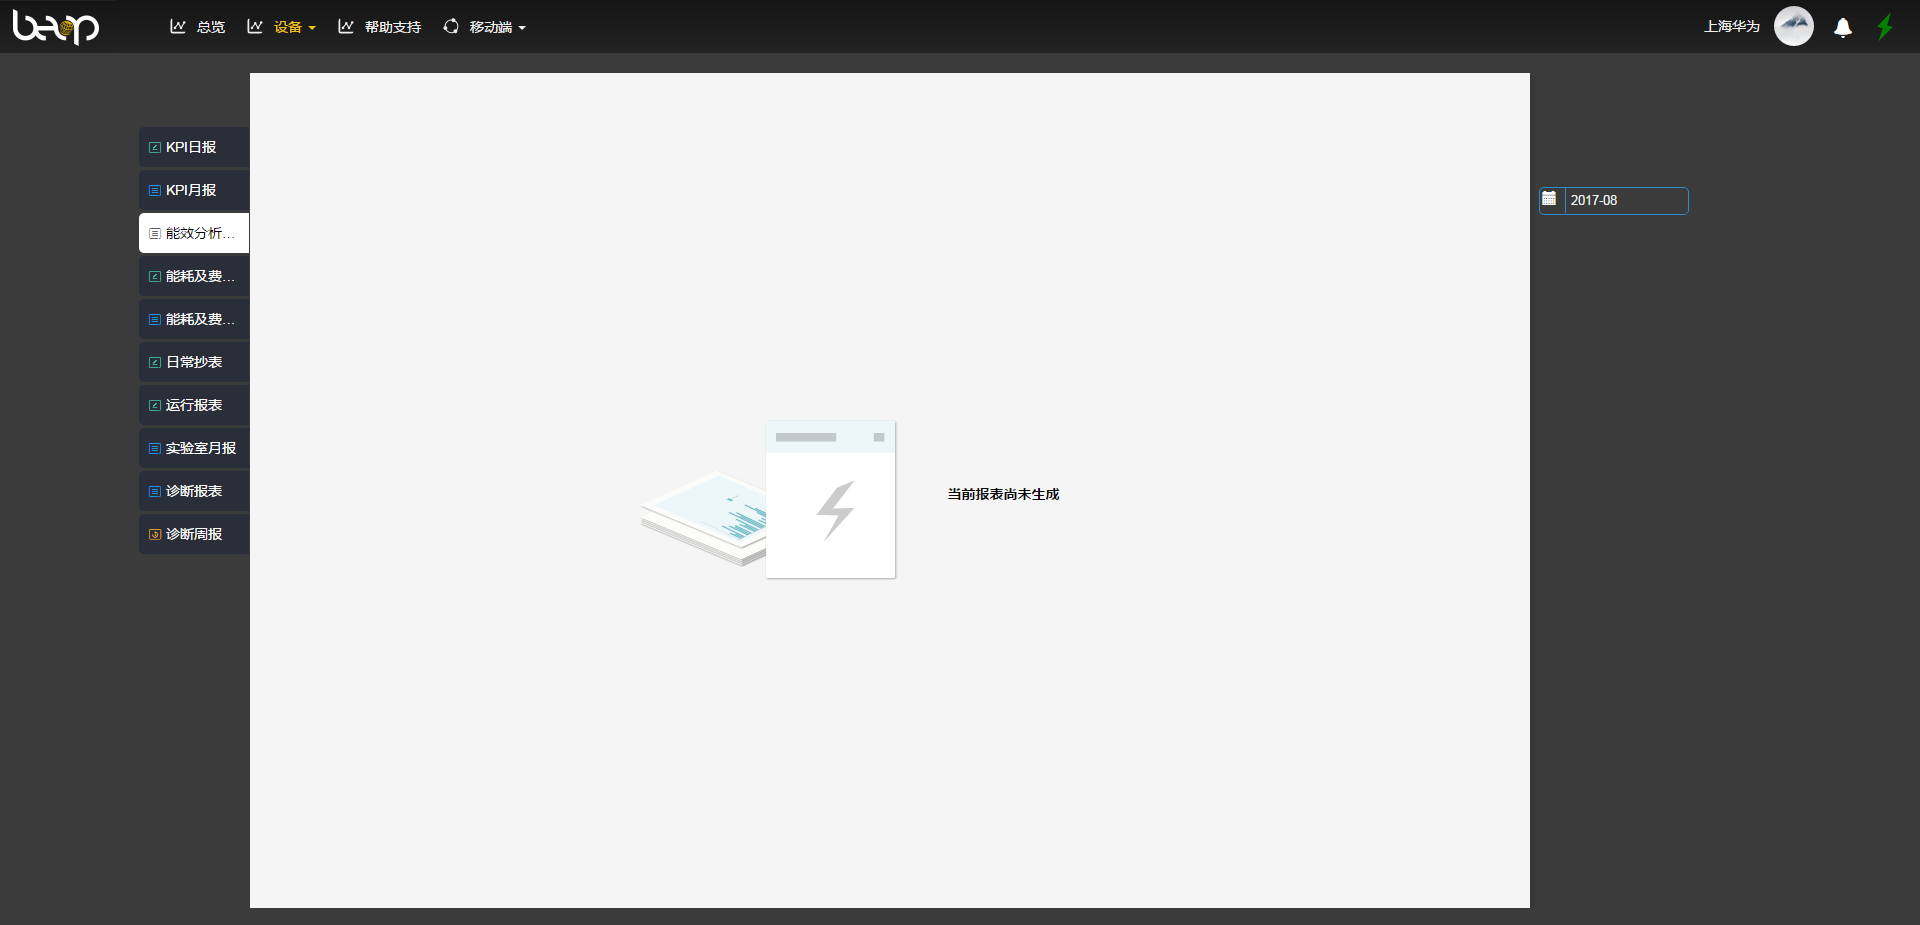 beop
总览
设备
帮助支持
移动端
上海华为
KPI日报
KPI月报
能效分析...
能耗及费...
能耗及费...
日常抄表
运行报表
实验室月报
诊断报表
诊断周报
2017-08
当前报表尚未生成